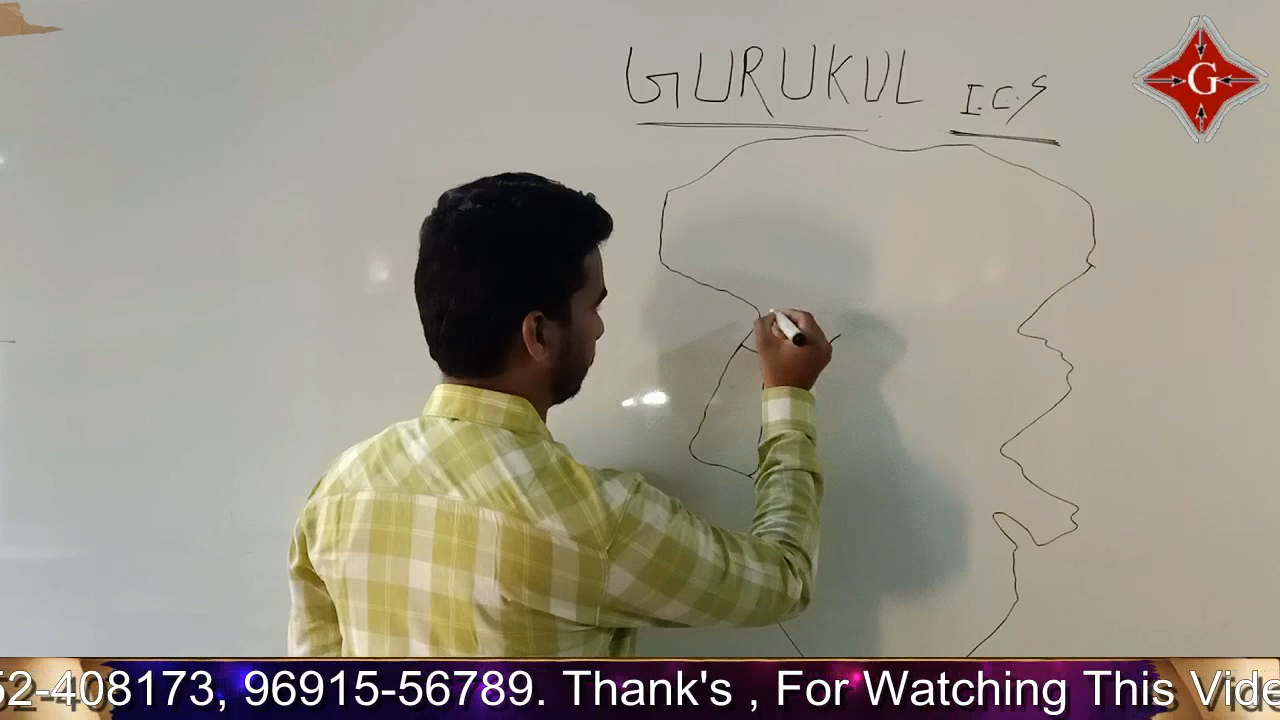 GURUKUL I.C.S
G
52-408173, 96915-56789. Thank's , For Watching This Vide